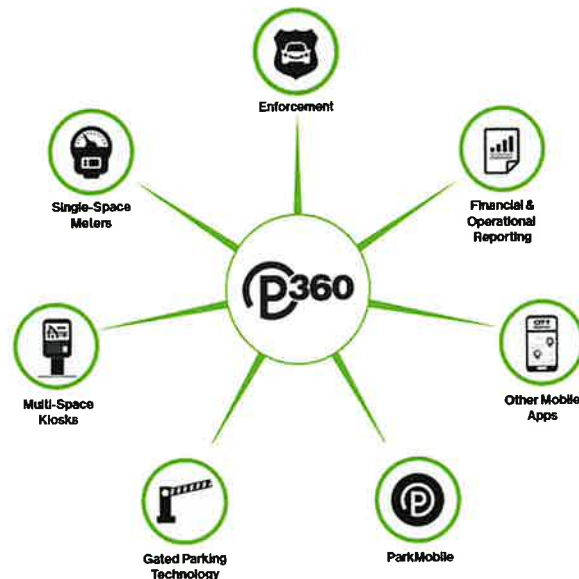 Enforcement
Single-Space
Meters
Financial &
Operational
Reporting
P360
Multi-Space
Kiosks
Other Mobile
Apps
Gated Parking
Technology
ParkMobile